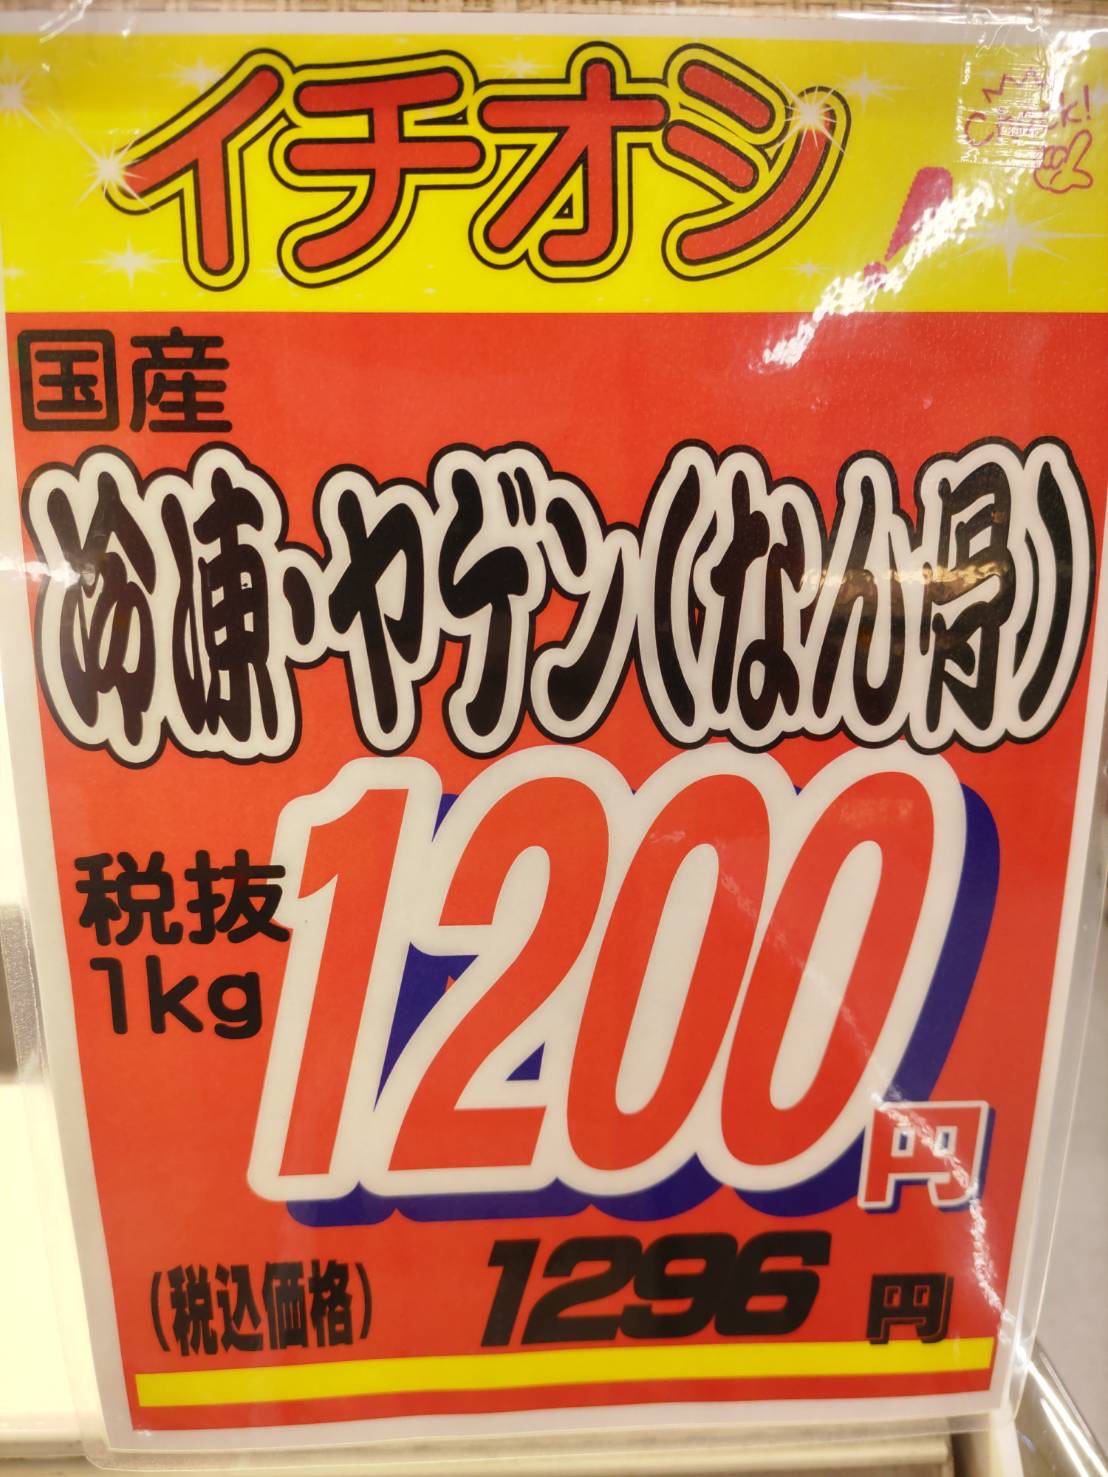 イチオシ!
Check!
国産
冷凍・ヤゲン(なん骨)
税抜
1kg
1200円
(税込価格) 1296円